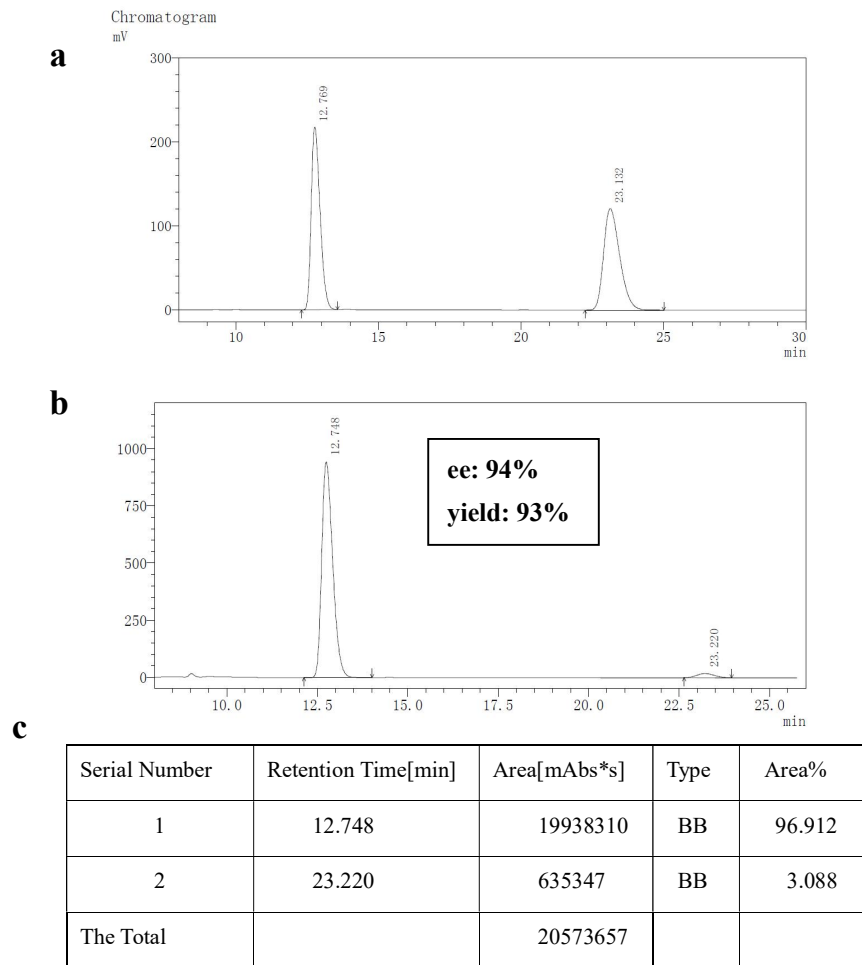 Chromatogram
mV
a
300
200
100
0
12.769
23.132
10 15 20 25 30
min
b
1000
750
500
250
0
12.748
23.220
ee: 94%
yield: 93%
10.0 12.5 15.0 17.5 20.0 22.5 25.0
min
c
Serial Number Retention Time[min] Area[mAbs*s] Type Area%
1 12.748 19938310 BB 96.912
2 23.220 635347 BB 3.088
The Total 20573657